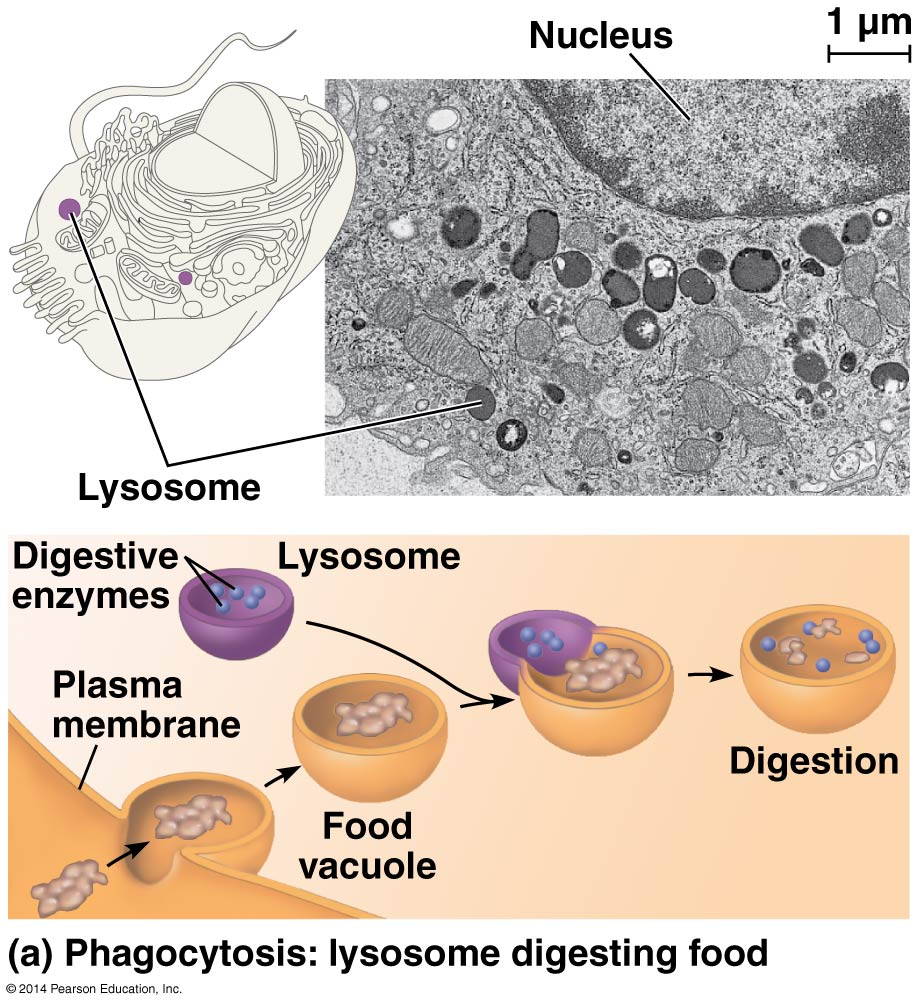 Nucleus
1 µm
Lysosome
Digestive
enzymes
Lysosome
Plasma
membrane
Food
vacuole
Digestion
(a) Phagocytosis: lysosome digesting food
© 2014 Pearson Education, Inc.